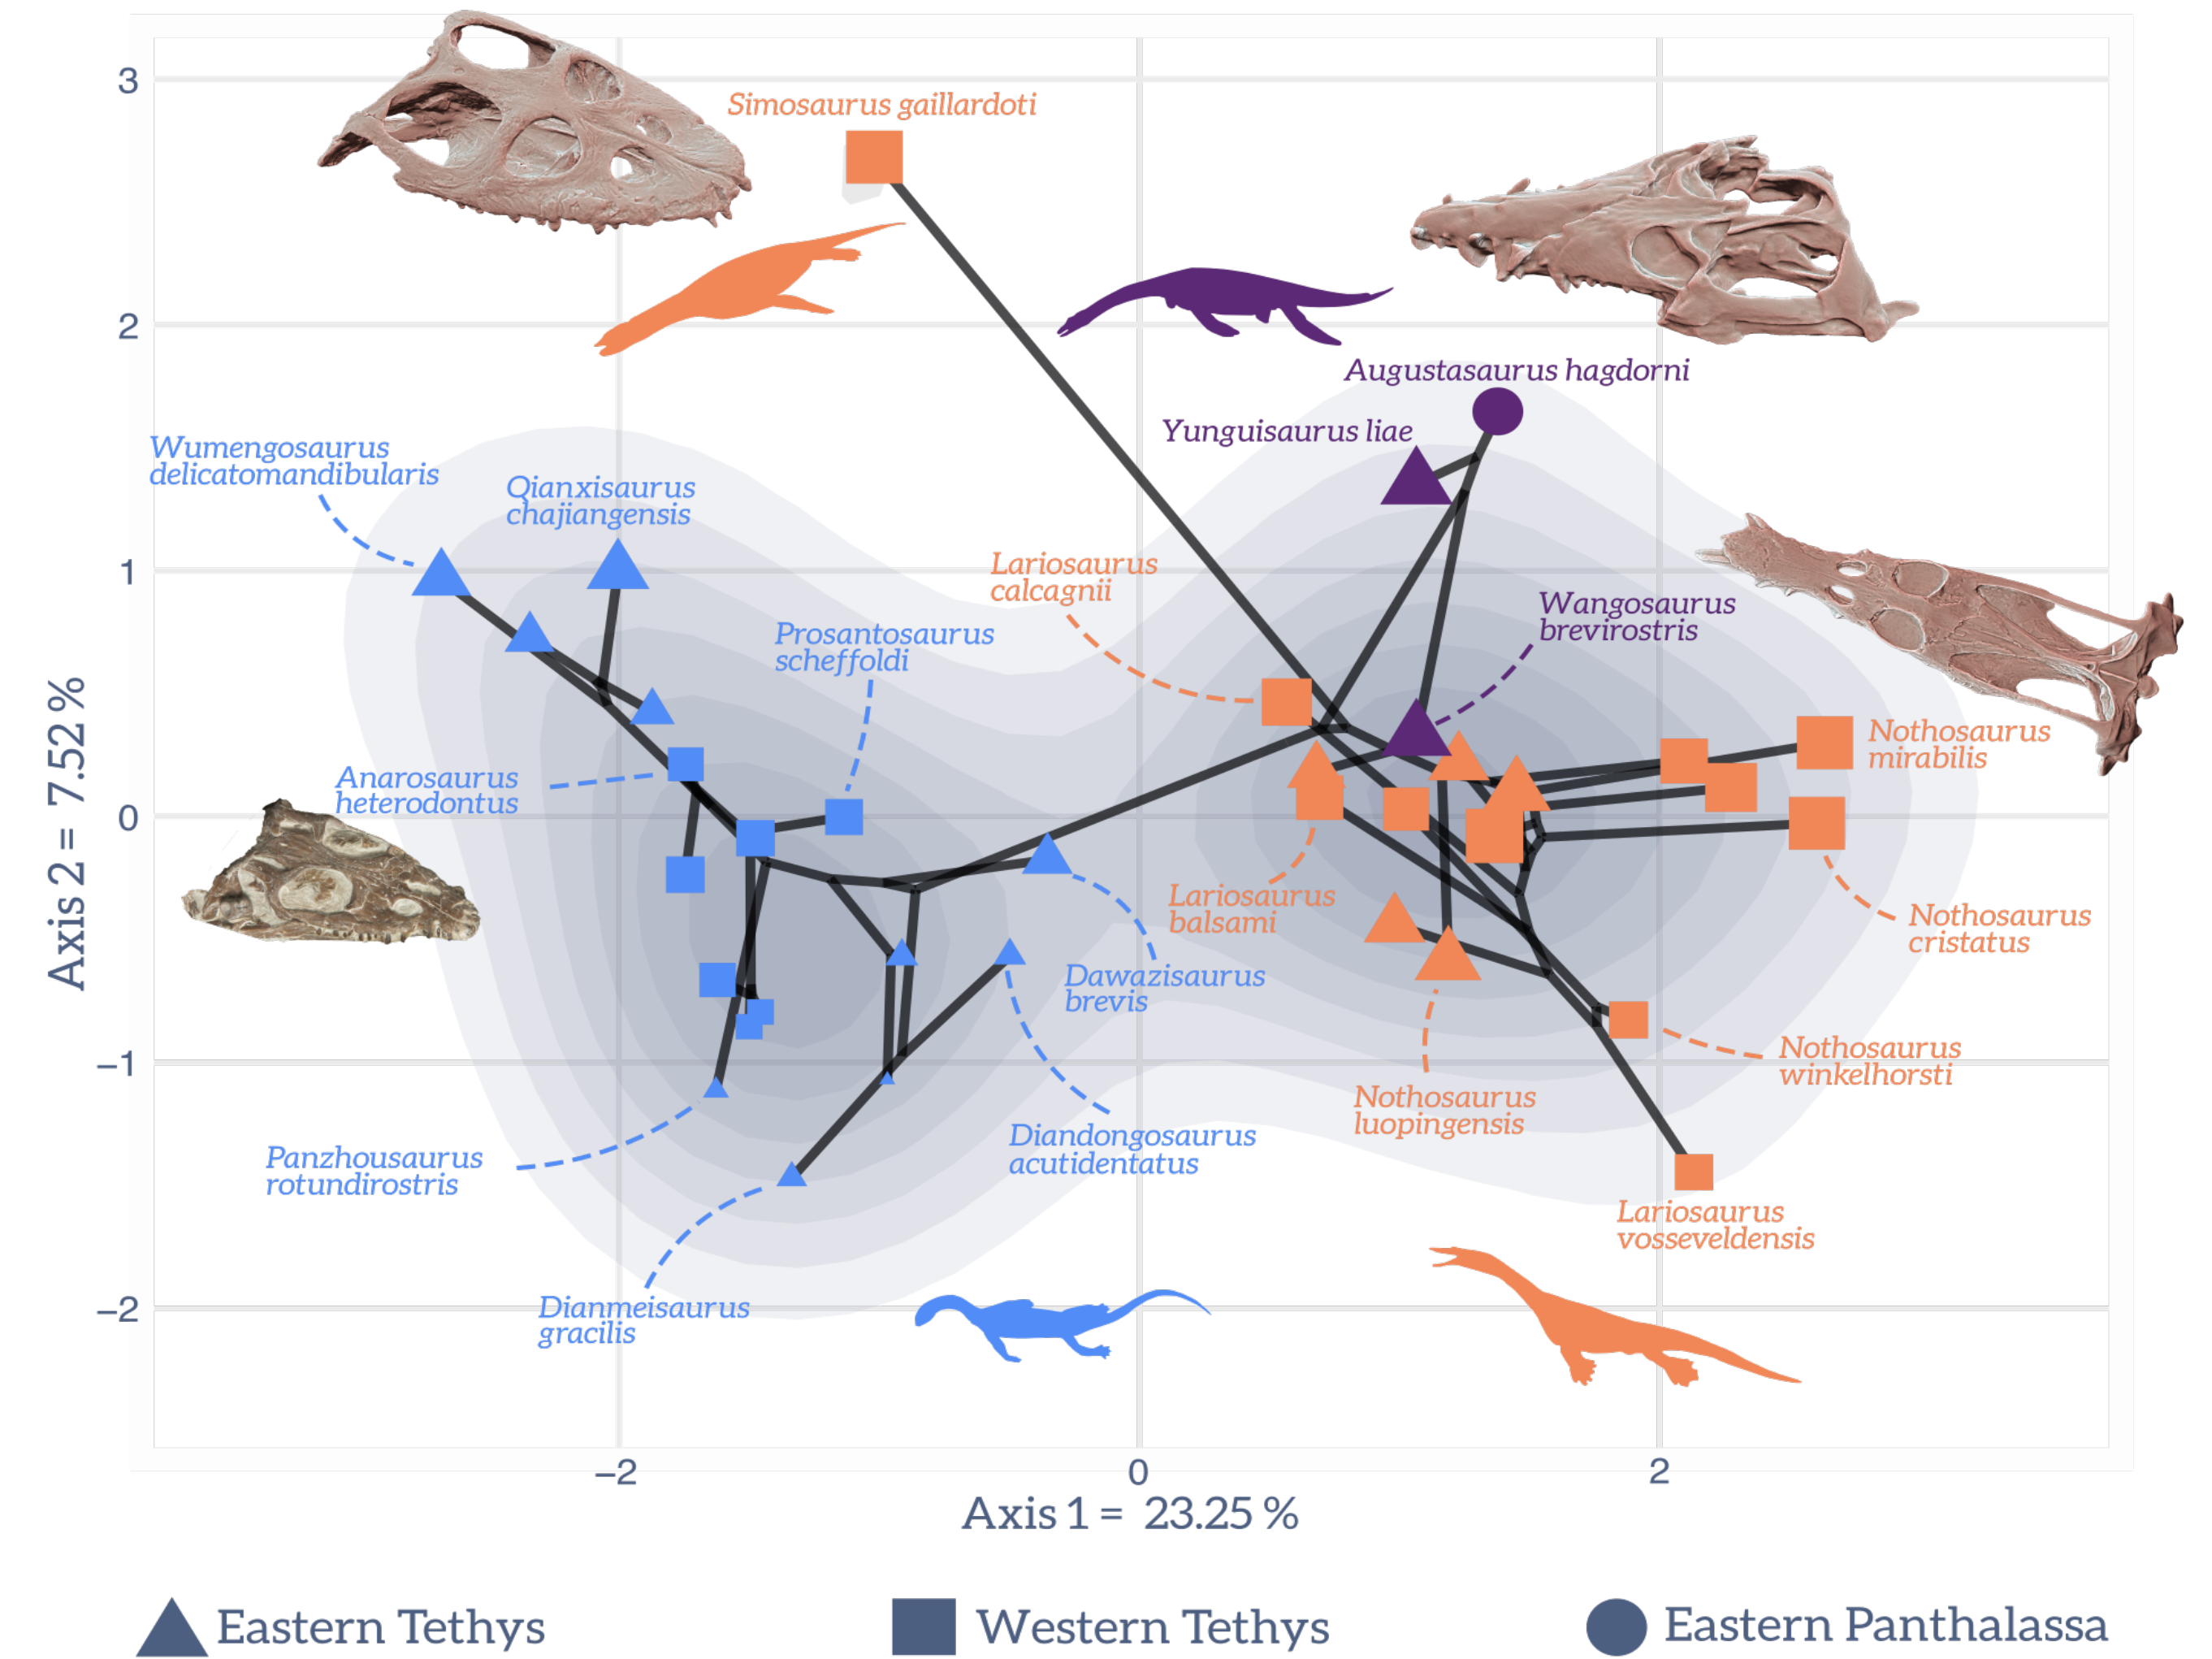 3
Simosaurus gaillardoti
2
Augustasaurus hagdorni
Yunguisaurus liae
Wumengosaurus
delicatomandibularis
Qianxisaurus
chajiangensis
1
Lariosaurus
calcagnii
Wangosaurus
brevirostris
Prosantosaurus
scheffoldi
Nothosaurus
mirabilis
Anarosaurus
heterodontus
0
Axis 2 = 7.52 %
Lariosaurus
balsami
Nothosaurus
cristatus
Dawazisaurus
brevis
−1
Nothosaurus
winkelhorsti
Nothosaurus
luopingensis
Diandongosaurus
acutidentatus
Panzhousaurus
rotundirostris
Lariosaurus
vosseveldensis
Dianmeisaurus
gracilis
−2
−2 0 2
Axis 1 = 23.25 %
Eastern Tethys Western Tethys Eastern Panthalassa